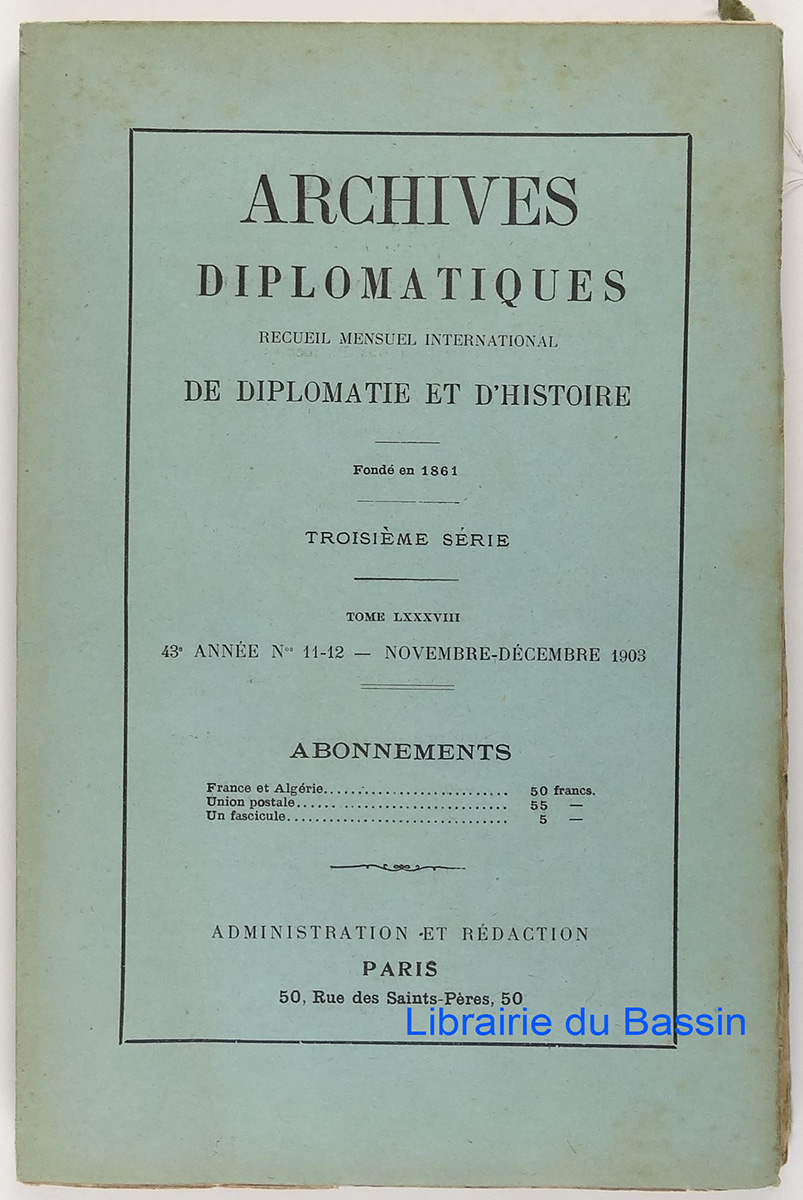 ARCHIVES
DIPLOMATIQUES
RECUEIL MENSUEL INTERNATIONAL
DE DIPLOMATIE ET D'HISTOIRE
Fondé en 1861
TROISIÈME SÉRIE
TOME LXXXVIII
43e ANNÉE Nos 11-12 — NOVEMBRE-DÉCEMBRE 1903
ABONNEMENTS
France et Algérie.......................... 50 francs.
Union postale.............................. 55 —
Un fascicule............................... 5 —
ADMINISTRATION ET RÉDACTION
PARIS
50, Rue des Saints-Pères, 50
Librairie du Bassin